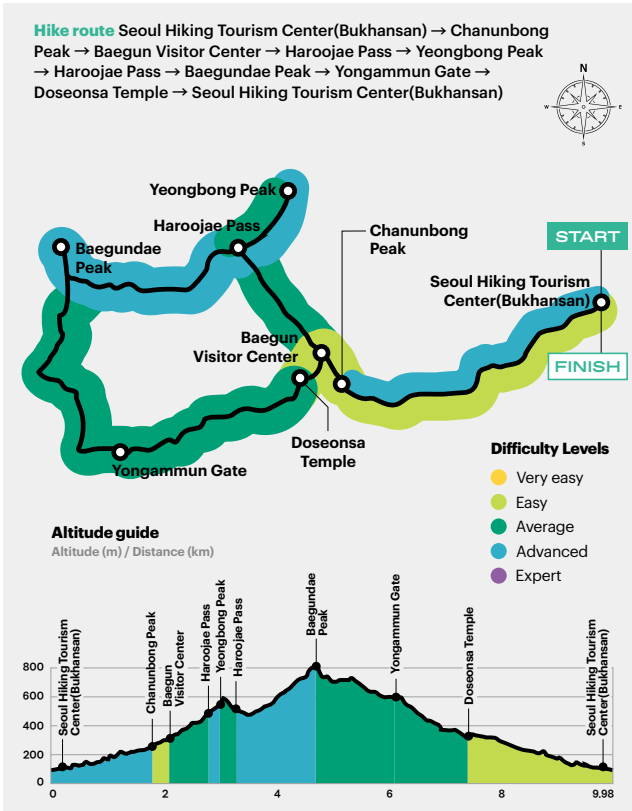 Hike route Seoul Hiking Tourism Center(Bukhansan) → Chanunbong
Peak → Baegun Visitor Center → Haroojae Pass → Yeongbong Peak
→ Haroojae Pass → Baegundae Peak → Yongammun Gate →
Doseonsa Temple → Seoul Hiking Tourism Center(Bukhansan)
N
W
E
S
Yeongbong Peak
Haroojae Pass
Baegundae
Peak
Chanunbong
Peak
START
Seoul Hiking Tourism
Center(Bukhansan)
Baegun
Visitor Center
FINISH
Doseonsa
Temple
Yongammun Gate
Difficulty Levels
Very easy
Easy
Average
Advanced
Expert
Altitude guide
Altitude (m) / Distance (km)
800
600
400
200
0
Seoul Hiking Tourism
Center(Bukhansan)
Chanunbong Peak
Baegun
Visitor Center
Haroojae Pass
Yeongbong Peak
Haroojae Pass
Baegundae
Peak
Yongammun Gate
Doseonsa Temple
Seoul Hiking Tourism
Center(Bukhansan)
0
2
4
6
8
9.98